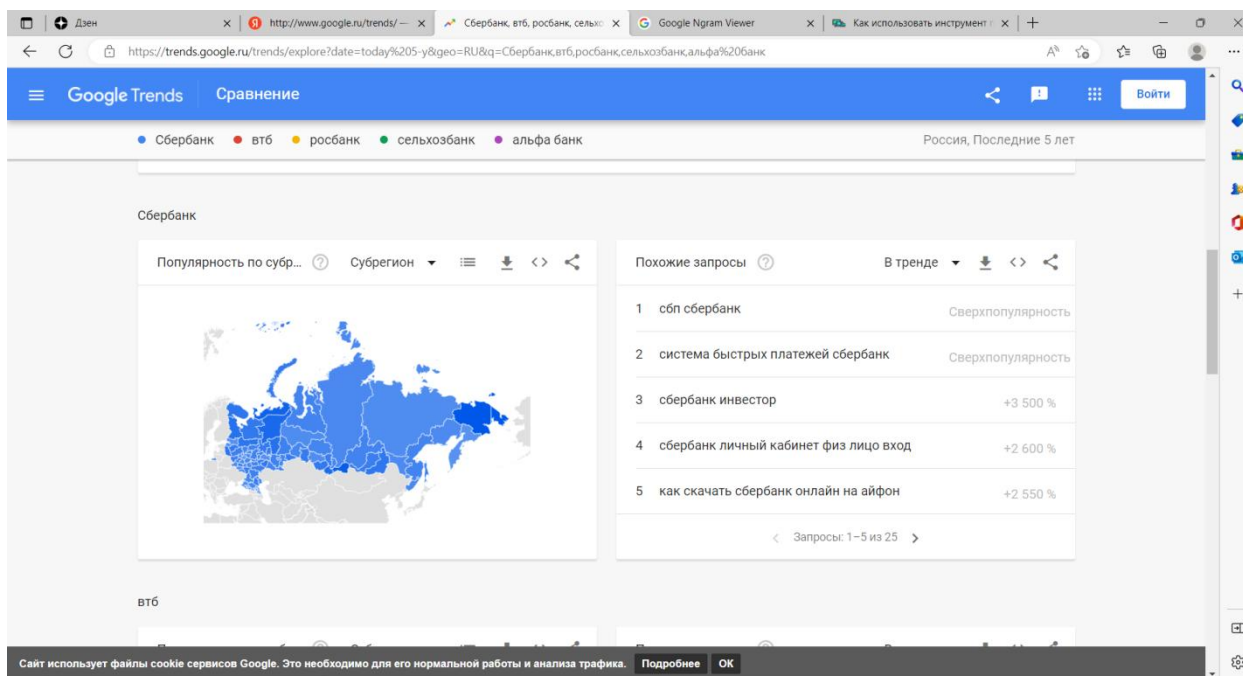 Дзен
http://www.google.ru/trends/ —
Сбербанк, втб, росбанк, сельхо
Google Ngram Viewer
Как использовать инструмент
https://trends.google.ru/trends/explore?date=today%205-y&geo=RU&q=Сбербанк,втб,росбанк,сельхозбанк,альфа%20банк
Google Trends Сравнение
Войти
Сбербанк втб росбанк сельхозбанк альфа банк
Россия, Последние 5 лет
Сбербанк
Популярность по субр... Субрегион
Похожие запросы В тренде
1 сбп сбербанк Сверхпопулярность
2 система быстрых платежей сбербанк Сверхпопулярность
3 сбербанк инвестор +3 500 %
4 сбербанк личный кабинет физ лицо вход +2 600 %
5 как скачать сбербанк онлайн на айфон +2 550 %
Запросы: 1–5 из 25
втб
Сайт использует файлы cookie сервисов Google. Это необходимо для его нормальной работы и анализа трафика. Подробнее ОК